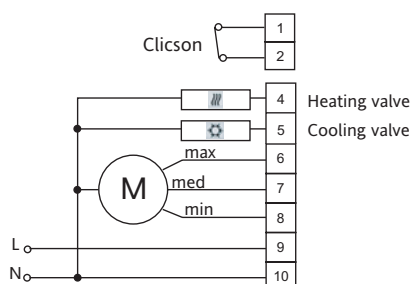 Clicson
1
2
4 Heating valve
5 Cooling valve
max 6
M med 7
min 8
L 9
N 10